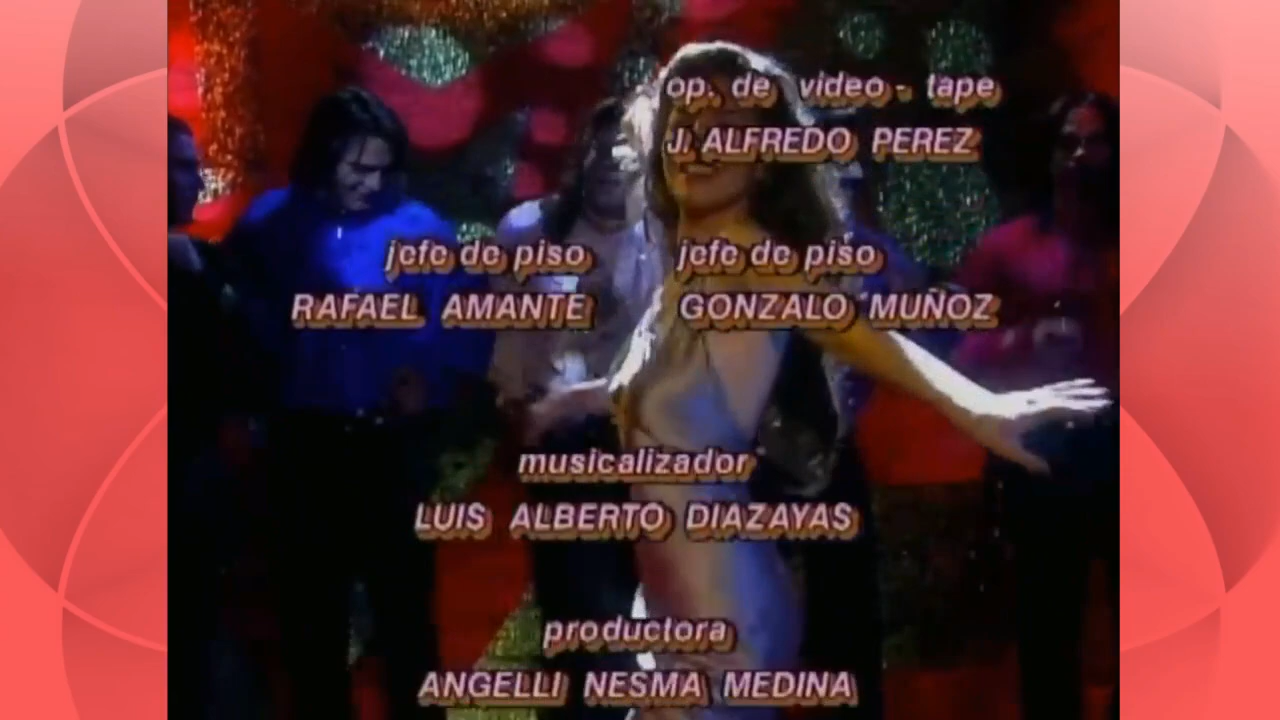 op. de video - tape
J. ALFREDO PEREZ
jefe de piso jefe de piso
RAFAEL AMANTE GONZALO MUÑOZ
musicalizador
LUIS ALBERTO DIAZAYAS
productora
ANGELLI NESMA MEDINA